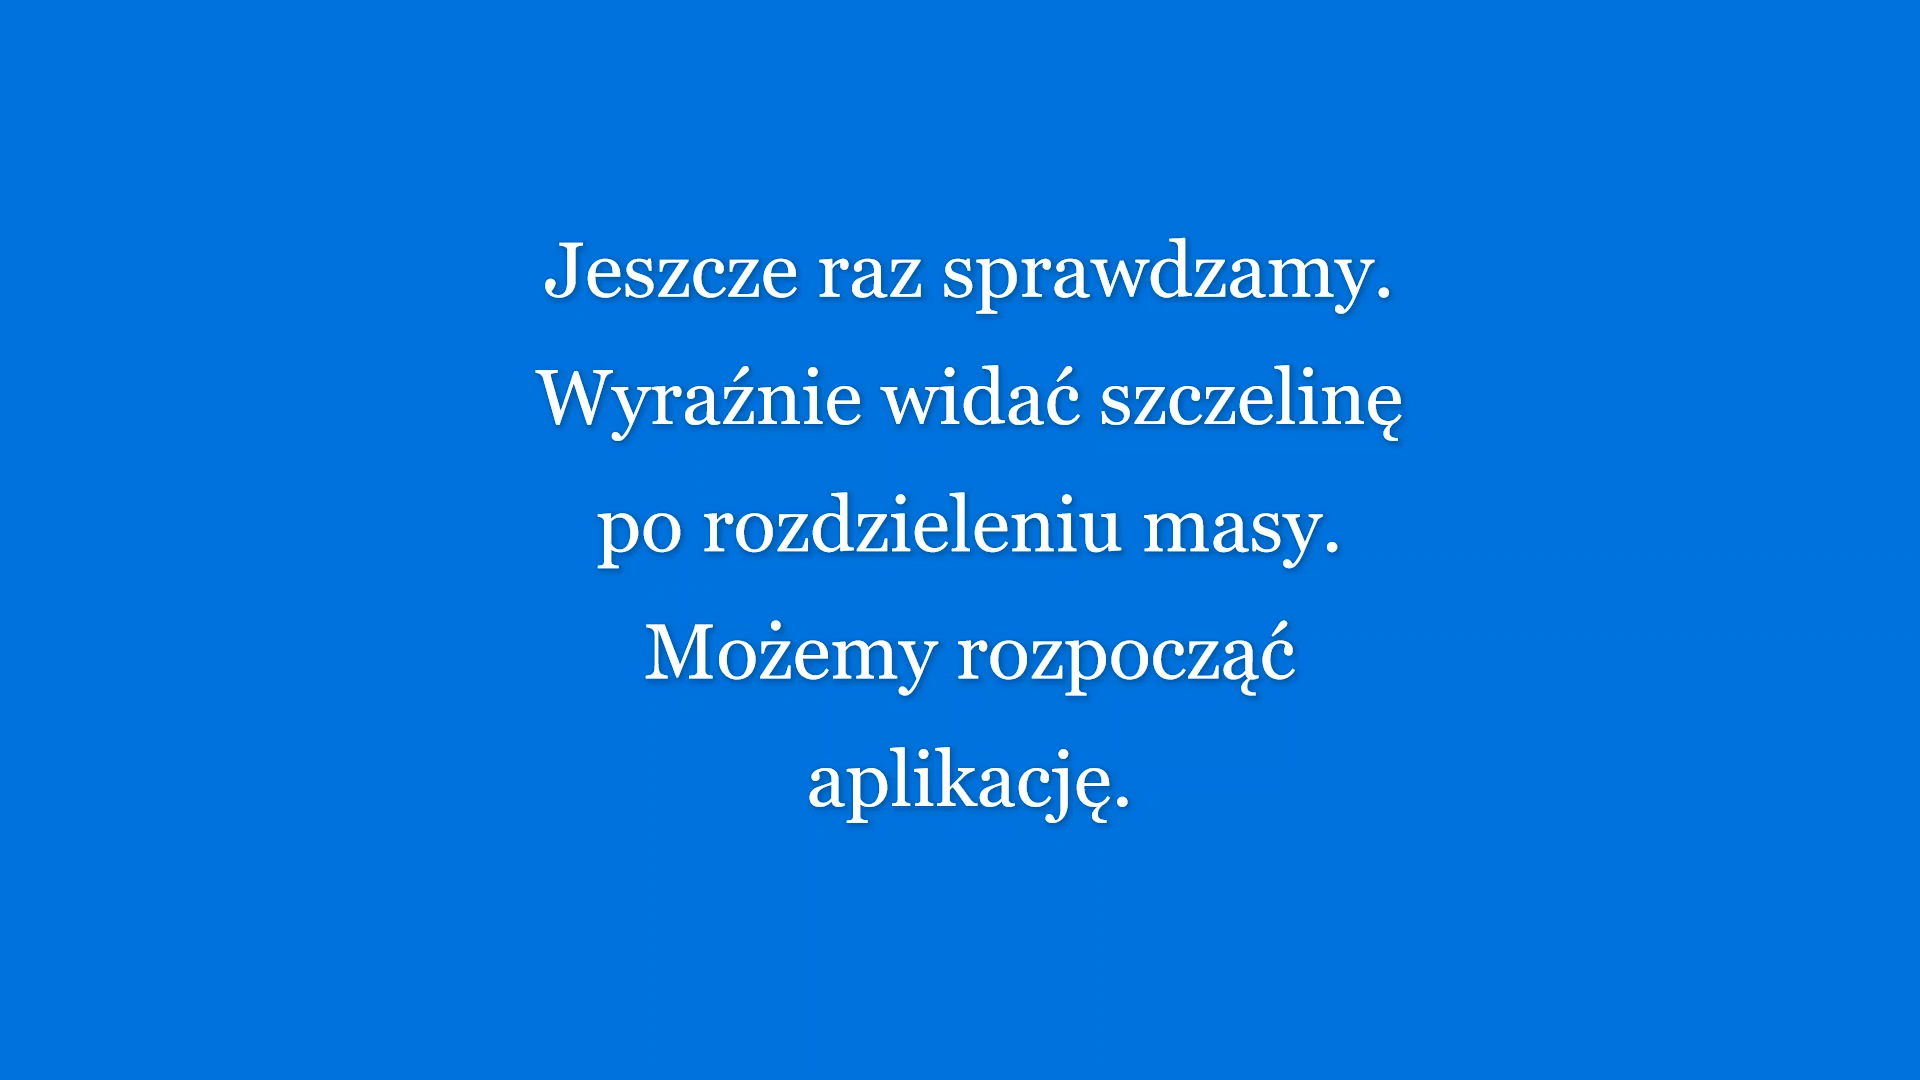 Jeszcze raz sprawdzamy.
Wyraźnie widać szczelinę
po rozdzieleniu masy.
Możemy rozpocząć
aplikację.